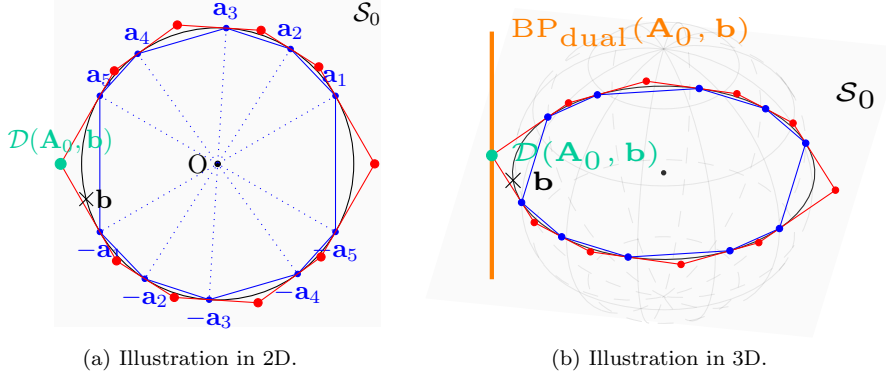 𝒮₀
a₃
a₄
a₂
a₅
a₁
𝒟(A₀, b)
O
b
−a₁
−a₅
−a₂
−a₄
−a₃
(a) Illustration in 2D.
BP_dual(A₀, b)
𝒮₀
𝒟(A₀, b)
b
(b) Illustration in 3D.